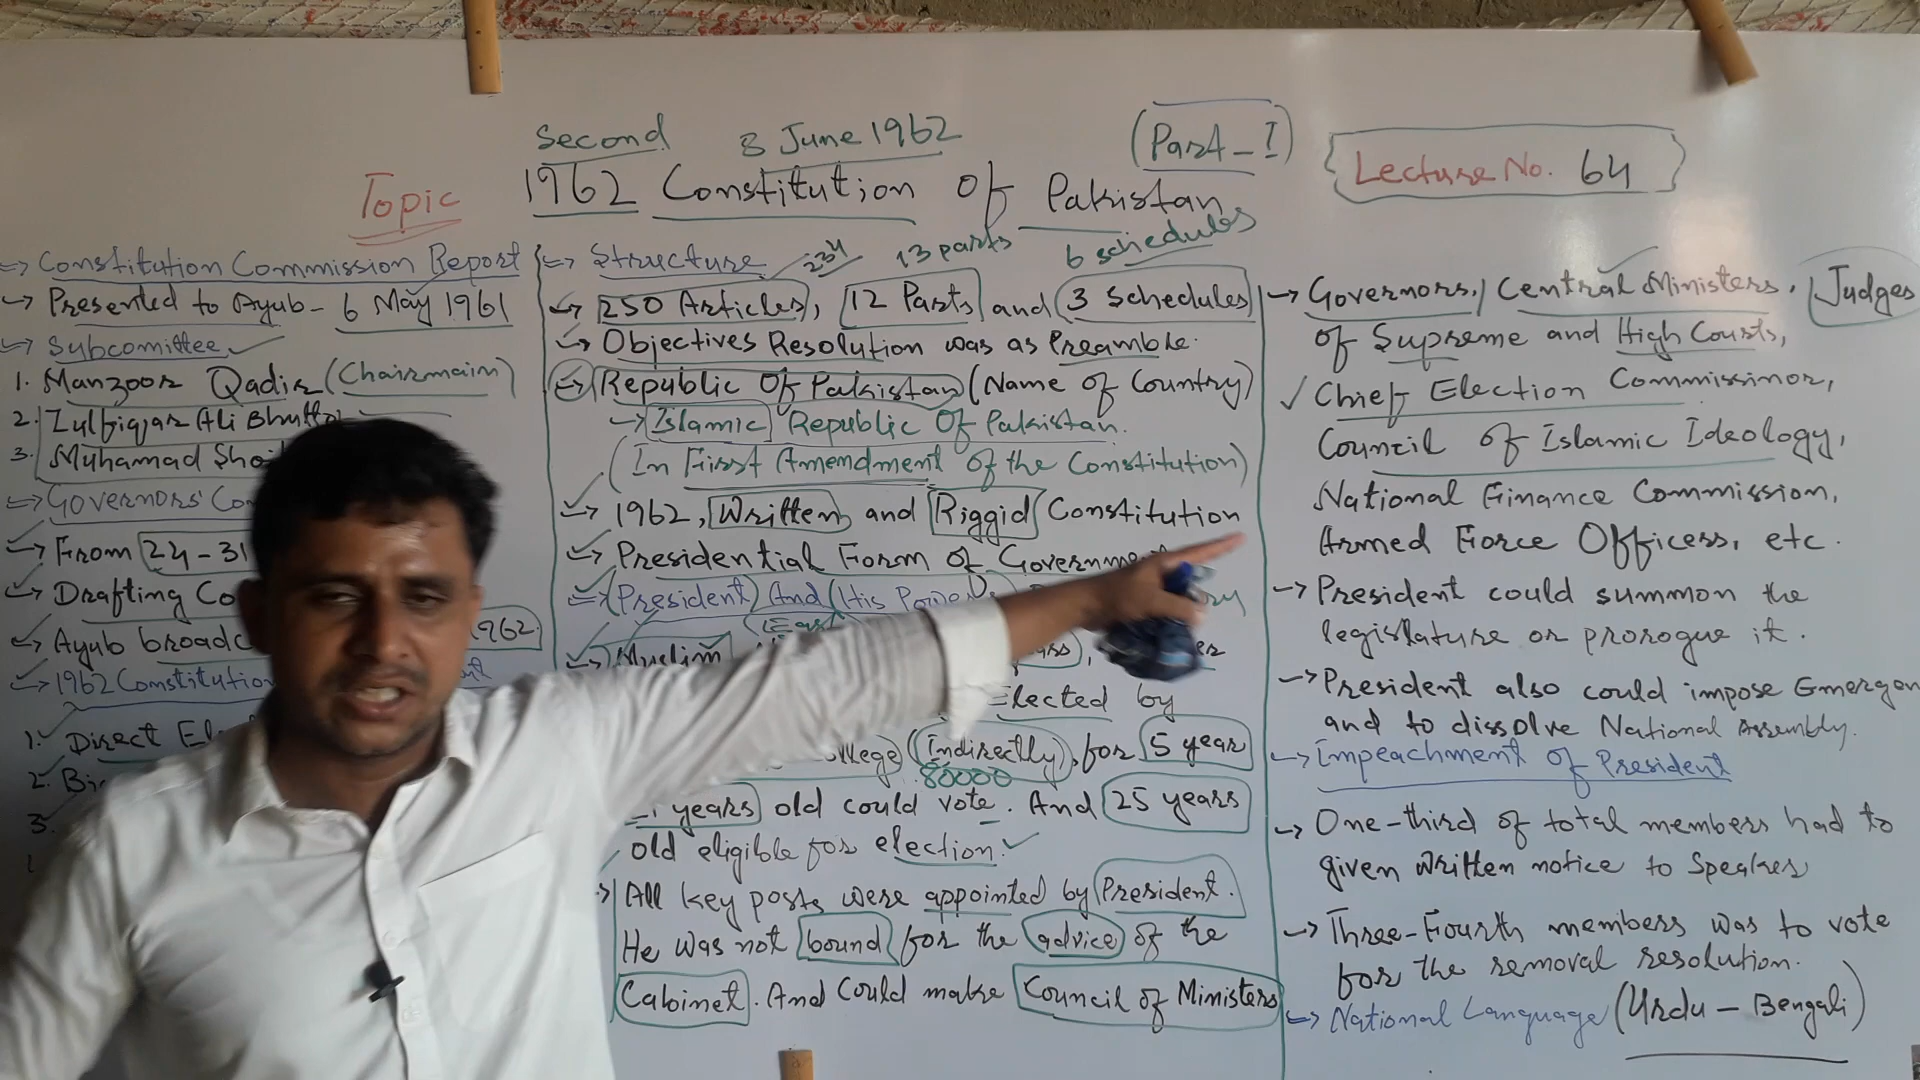 Second 8 June 1962
(Part-I)
Lecture No. 64
Topic 1962 Constitution Of Pakistan
=> Constitution Commission Report
-> Presented to Ayub- 6 May 1961
-> Subcomittee
1. Manzoor Qadir (Chairmain)
2. Zulfiqar Ali Bhutto
3. Muhamad
=> Governors'
-> From 24-31
-> Drafting
-> Ayub 1962
-> 1962 Constitution
1. Direct
2.
3.
=> Structure 234 13 parts 6 schedules
-> 250 Articles, 12 Parts and 3 Schedules
-> Objectives Resolution was as Preamble.
-> Republic Of Pakistan (Name of Country)
-> Islamic Republic Of Pakistan.
(In First Amendment of the Constitution)
-> 1962, Written and Riggid Constitution
-> Presidential Form of
=> (President) And (His
-> Muslim
Elected by
(Indirectly), for 5 year
80000
years old could vote. And 25 years
old eligible for election.
-> All key posts were appointed by President.
He was not bound for the advice of the
Cabinet. And could make Council of Ministers
-> Governors, Central Ministers, Judges
of Supreme and High Courts,
Chief Election Commissinor,
Council of Islamic Ideology,
National Finance Commission,
Armed Force Officess, etc.
-> President could summon the
legislature or prorogue it.
-> President also could impose Emergen
and to dissolve National Assembly.
-> Impeachment of President
-> One-third of total members had to
given written notice to Speaker
-> Three-Fourth members was to vote
for the removal resolution.
=> National Language (Urdu - Bengali)